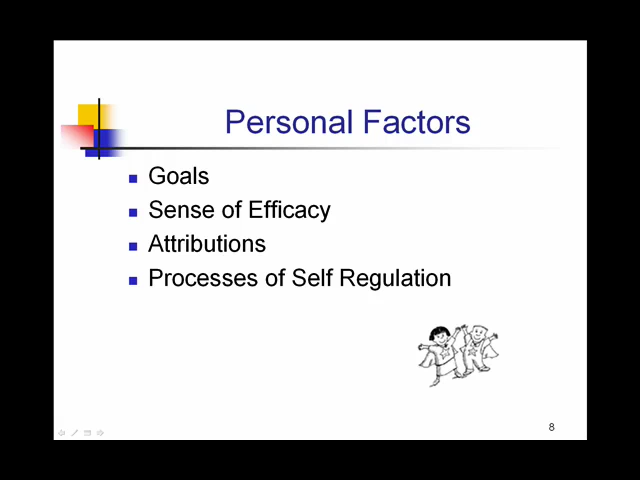 Personal Factors
Goals
Sense of Efficacy
Attributions
Processes of Self Regulation
8